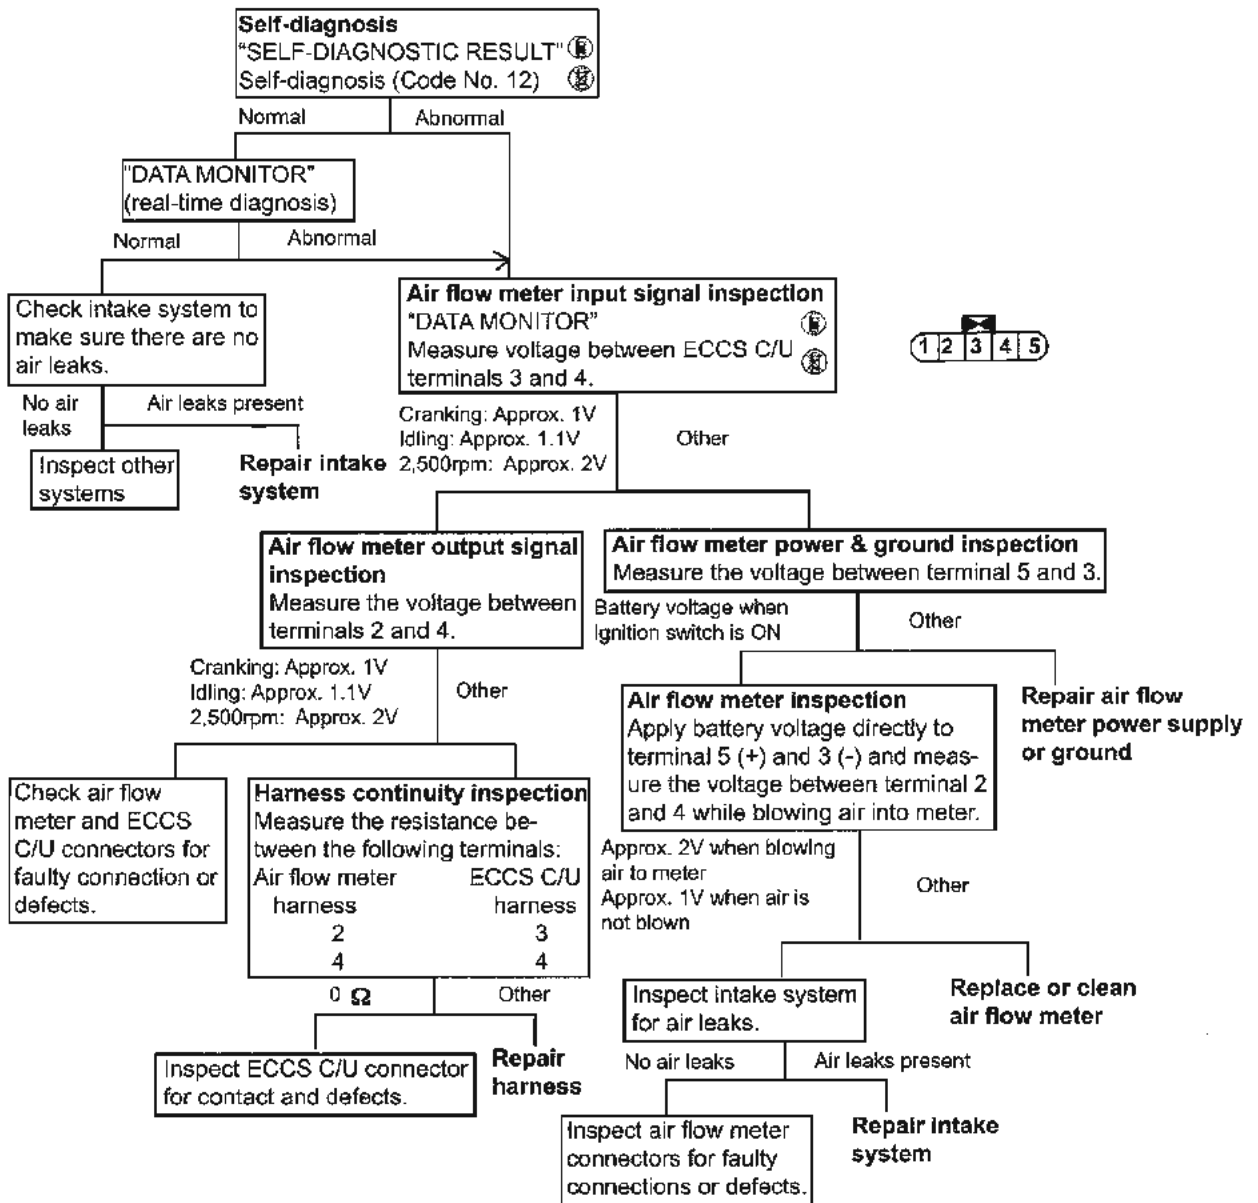 Self-diagnosis
"SELF-DIAGNOSTIC RESULT"
Self-diagnosis (Code No. 12)
Normal
Abnormal
"DATA MONITOR"
(real-time diagnosis)
Normal
Abnormal
Check intake system to
make sure there are no
air leaks.
Air flow meter input signal inspection
"DATA MONITOR"
Measure voltage between ECCS C/U
terminals 3 and 4.
1 2 3 4 5
No air
leaks
Air leaks present
Cranking: Approx. 1V
Idling: Approx. 1.1V
2,500rpm: Approx. 2V
Other
Inspect other
systems
Repair intake
system
Air flow meter output signal
inspection
Measure the voltage between
terminals 2 and 4.
Air flow meter power & ground inspection
Measure the voltage between terminal 5 and 3.
Battery voltage when
Ignition switch is ON
Other
Cranking: Approx. 1V
Idling: Approx. 1.1V
2,500rpm: Approx. 2V
Other
Air flow meter inspection
Apply battery voltage directly to
terminal 5 (+) and 3 (-) and meas-
ure the voltage between terminal 2
and 4 while blowing air into meter.
Repair air flow
meter power supply
or ground
Check air flow
meter and ECCS
C/U connectors for
faulty connection or
defects.
Harness continuity inspection
Measure the resistance be-
tween the following terminals:
Air flow meter ECCS C/U
harness harness
2 3
4 4
Approx. 2V when blowing
air to meter
Approx. 1V when air is
not blown
Other
0 Ω
Other
Inspect intake system
for air leaks.
Replace or clean
air flow meter
Inspect ECCS C/U connector
for contact and defects.
Repair
harness
No air leaks
Air leaks present
Inspect air flow meter
connectors for faulty
connections or defects.
Repair intake
system